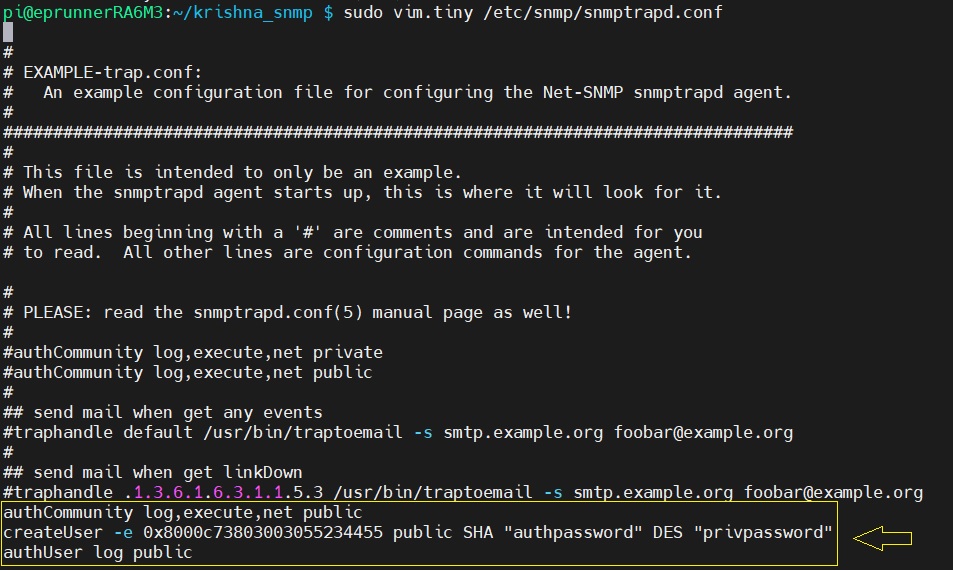 pi@eprunnerRA6M3:~/krishna_snmp $ sudo vim.tiny /etc/snmp/snmptrapd.conf
#
# EXAMPLE-trap.conf:
#   An example configuration file for configuring the Net-SNMP snmptrapd agent.
#
###############################################################################
#
# This file is intended to only be an example.
# When the snmptrapd agent starts up, this is where it will look for it.
#
# All lines beginning with a '#' are comments and are intended for you
# to read.  All other lines are configuration commands for the agent.

#
# PLEASE: read the snmptrapd.conf(5) manual page as well!
#
#authCommunity log,execute,net private
#authCommunity log,execute,net public
#
## send mail when get any events
#traphandle default /usr/bin/traptoemail -s smtp.example.org foobar@example.org
#
## send mail when get linkDown
#traphandle .1.3.6.1.6.3.1.1.5.3 /usr/bin/traptoemail -s smtp.example.org foobar@example.org
authCommunity log,execute,net public
createUser -e 0x8000c73803003055234455 public SHA "authpassword" DES "privpassword"
authUser log public